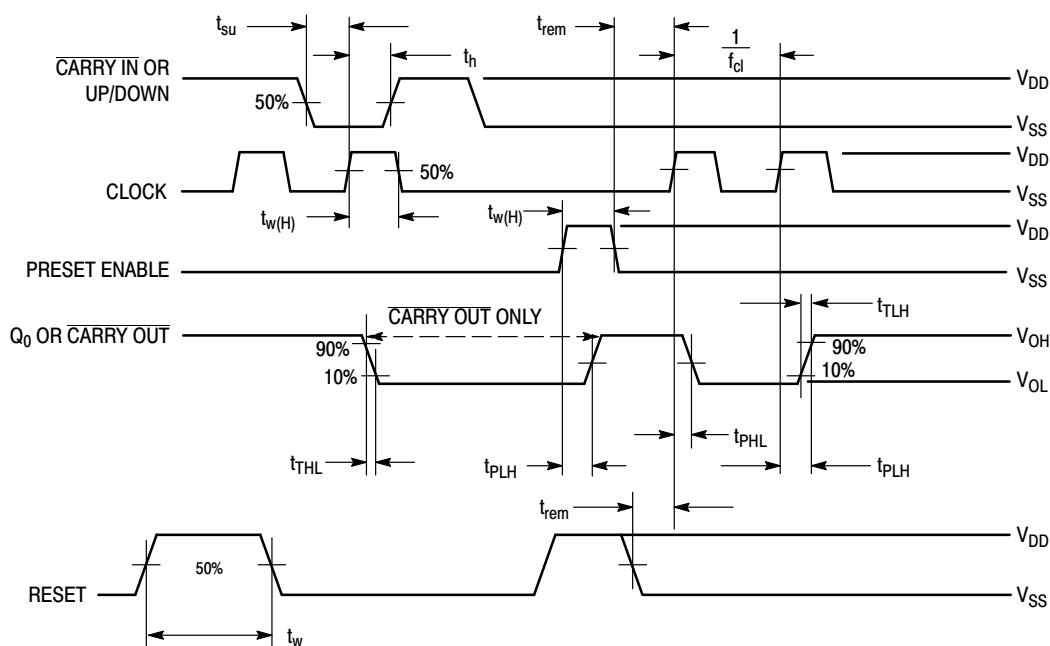 t_su
t_rem
1
f_cl
t_h
CARRY IN OR
UP/DOWN
V_DD
50%
V_SS
V_DD
50%
CLOCK
V_SS
t_w(H)
t_w(H)
V_DD
PRESET ENABLE
V_SS
t_TLH
CARRY OUT ONLY
Q_0 OR CARRY OUT
V_OH
90%
90%
10%
10%
V_OL
t_PHL
t_THL
t_PLH
t_PLH
t_rem
V_DD
50%
RESET
V_SS
t_w